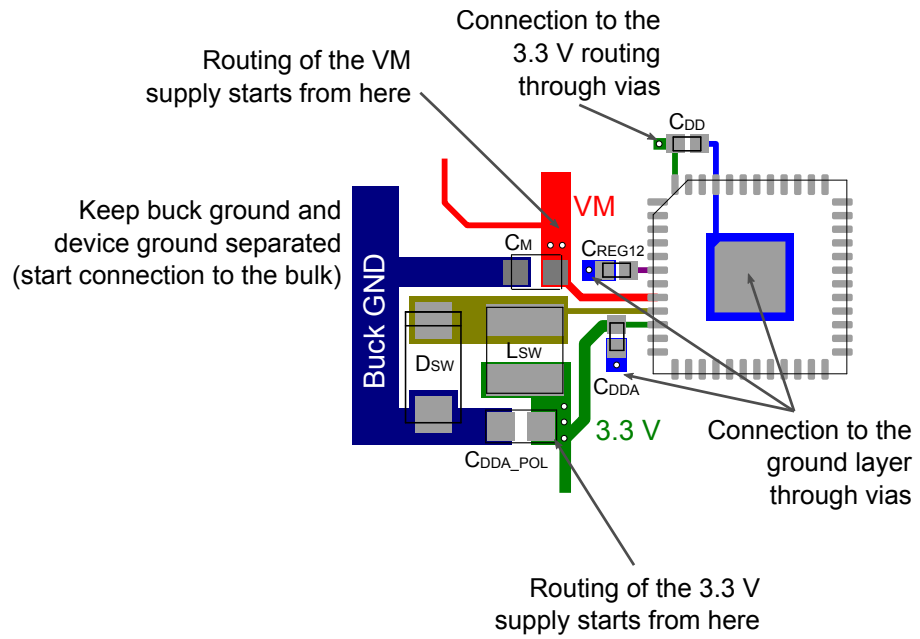 Connection to the
3.3 V routing
through vias
Routing of the VM
supply starts from here
CDD
Keep buck ground and
device ground separated
(start connection to the bulk)
VM
CM
CREG12
Buck GND
DSW
LSW
CDDA
3.3 V
CDDA_POL
Connection to the
ground layer
through vias
Routing of the 3.3 V
supply starts from here